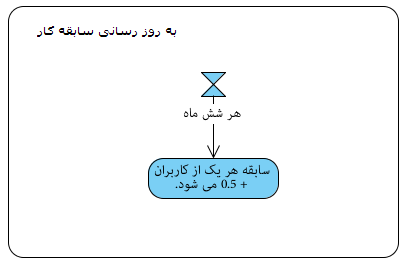 به روز رسانی سابقه کار
هر شش ماه
سابقه هر یک از کاربران
+ 0.5 می شود.